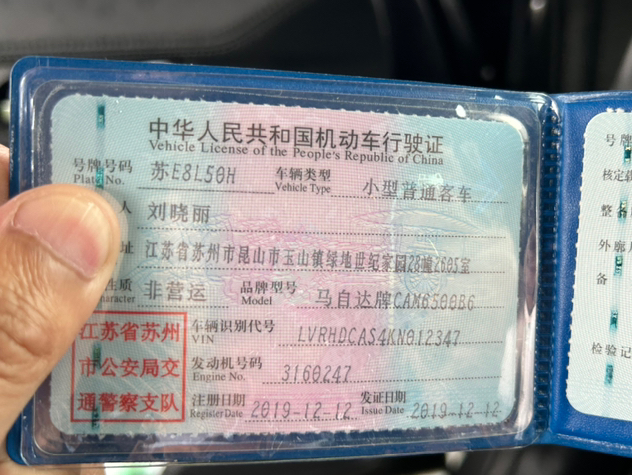 中华人民共和国机动车行驶证
Vehicle License of the People's Republic of China
号牌号码 苏E8L50H 车辆类型 小型普通客车
Plate No. Vehicle Type
人 刘晓丽
址 江苏省苏州市昆山市玉山镇绿地世纪家园28幢2605室
性质 非营运 品牌型号 马自达牌CAM6500B6
Character Model
江苏省苏州
市公安局交
通警察支队
车辆识别代号 LVRHDCAS4KN012347
VIN
发动机号码 3160247
Engine No.
注册日期 2019-12-12 发证日期 2019-12-12
Register Date Issue Date
号牌
核定载
整备
外廓
备
检验记